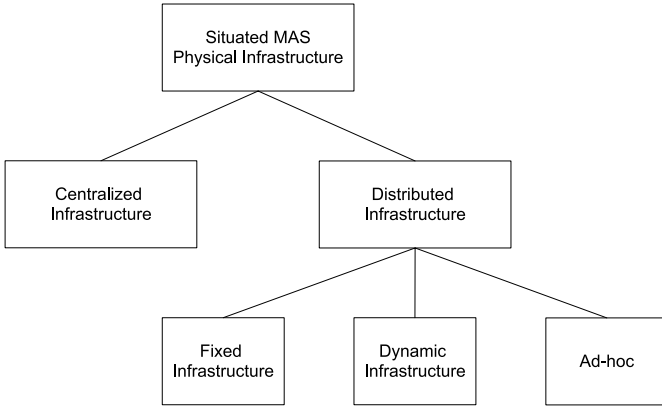 Situated MAS
Physical Infrastructure
Centralized
Infrastructure
Distributed
Infrastructure
Fixed
Infrastructure
Dynamic
Infrastructure
Ad-hoc